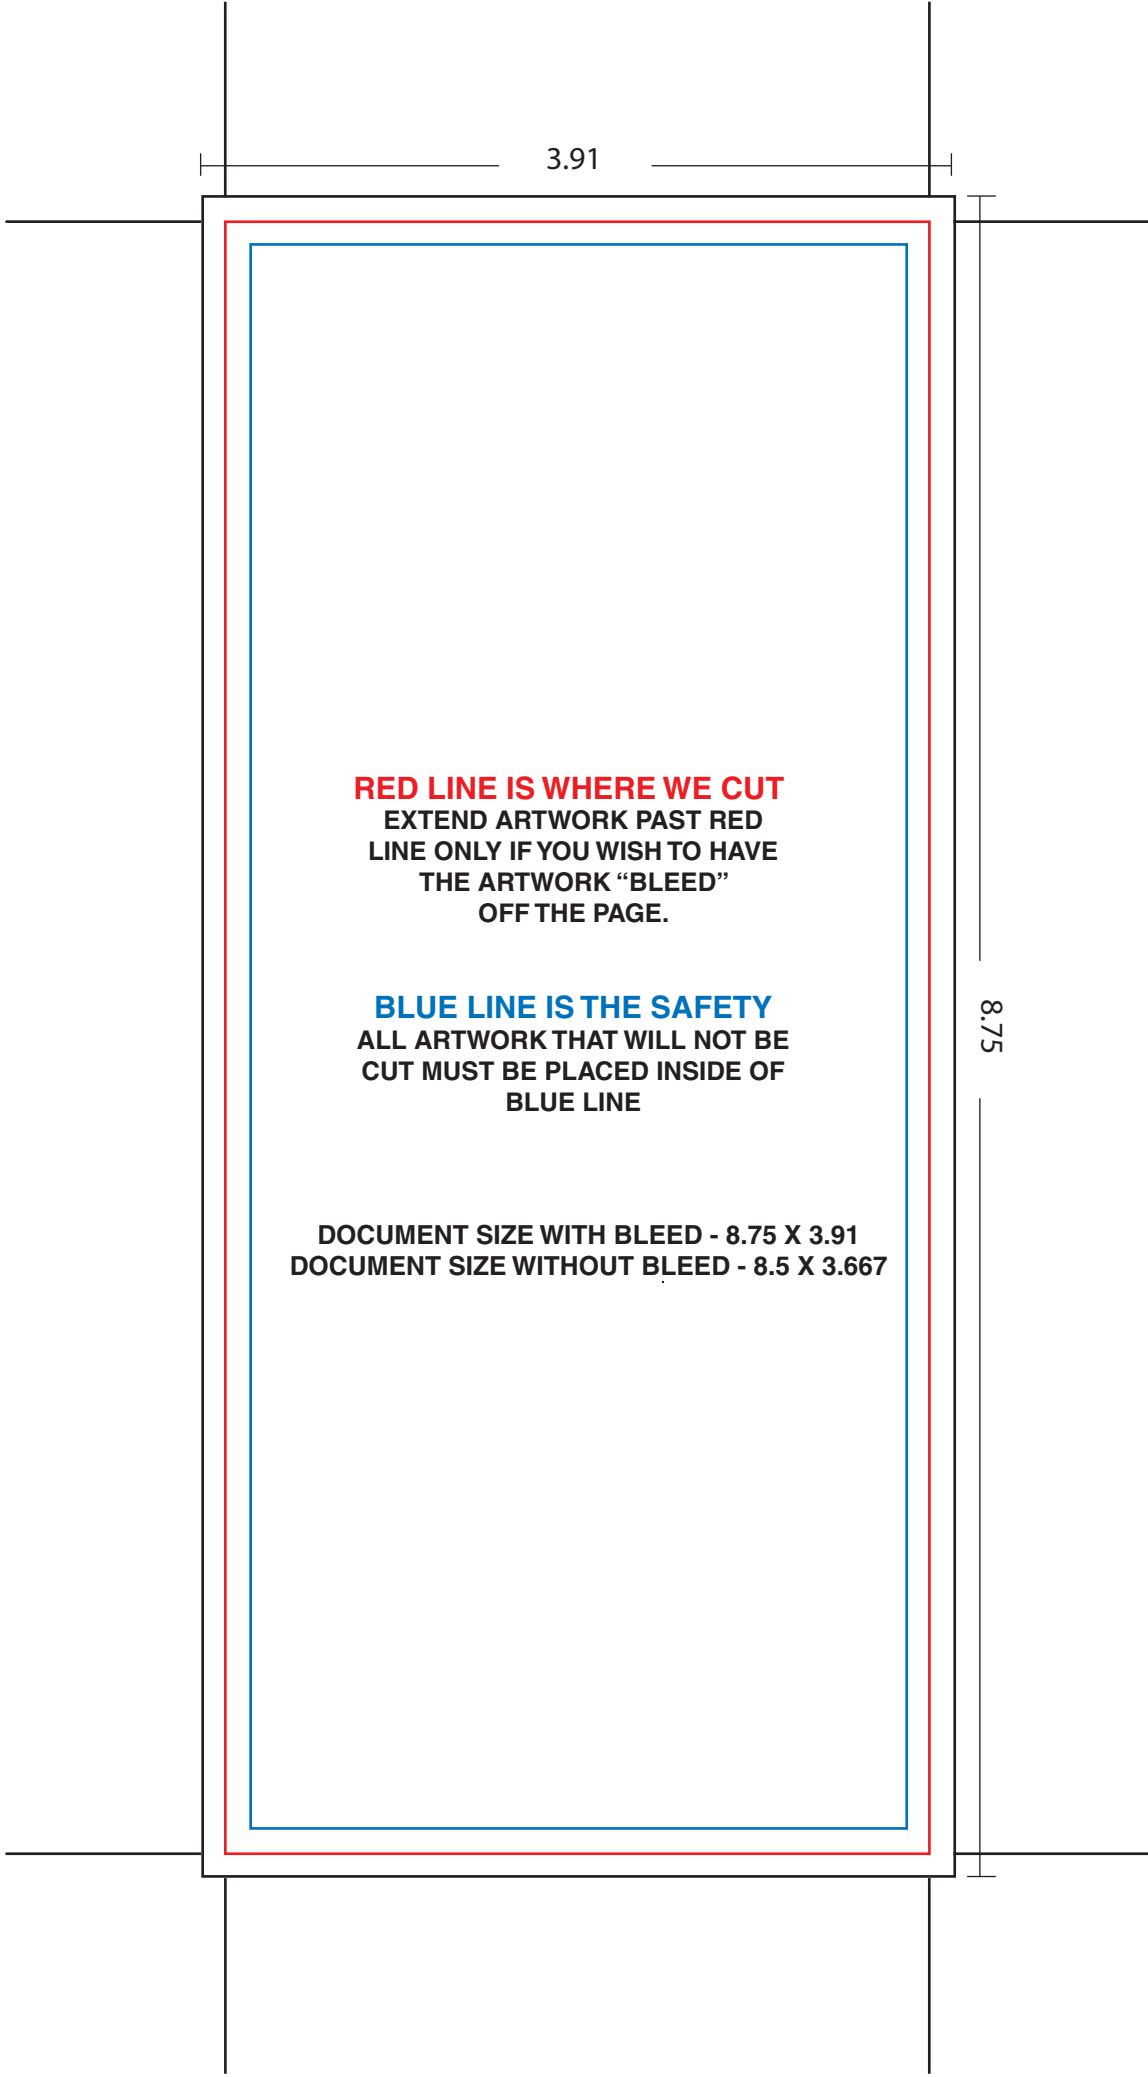 3.91
RED LINE IS WHERE WE CUT
EXTEND ARTWORK PAST RED
LINE ONLY IF YOU WISH TO HAVE
THE ARTWORK “BLEED”
OFF THE PAGE.
BLUE LINE IS THE SAFETY
ALL ARTWORK THAT WILL NOT BE
CUT MUST BE PLACED INSIDE OF
BLUE LINE
8.75
DOCUMENT SIZE WITH BLEED - 8.75 X 3.91
DOCUMENT SIZE WITHOUT BLEED - 8.5 X 3.667